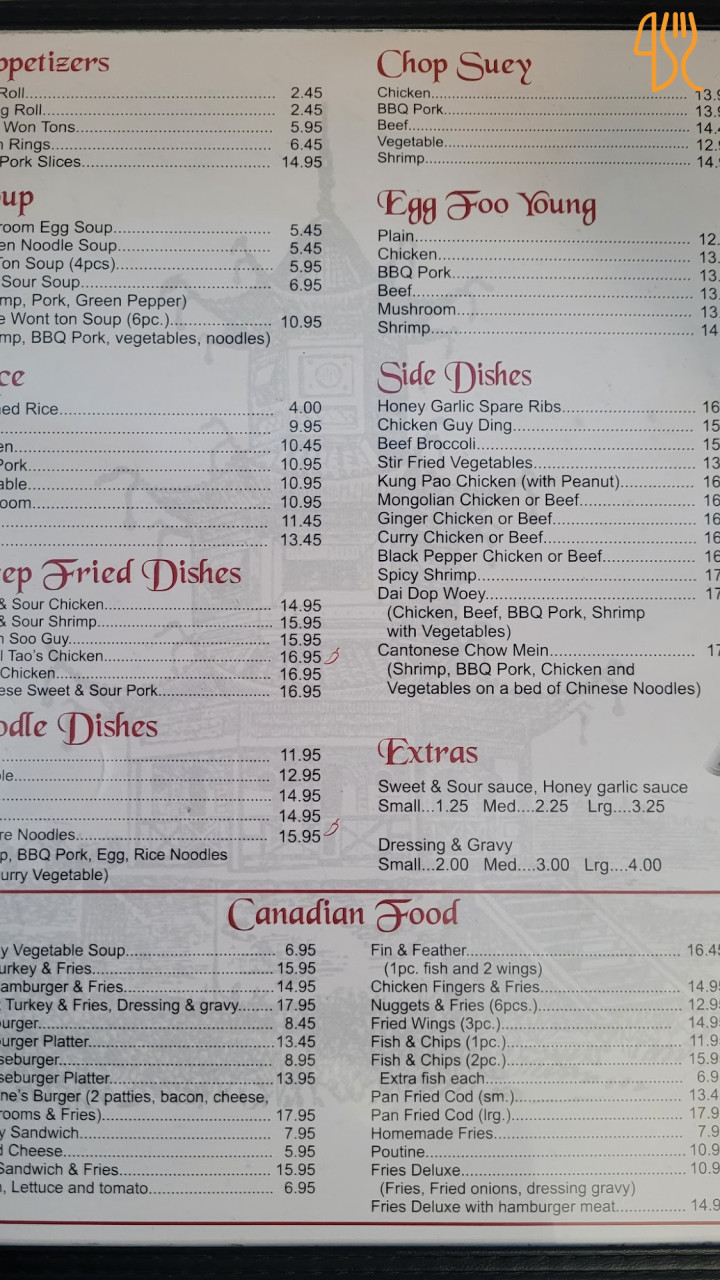 ppetizers
Roll 2.45
g Roll 2.45
Won Tons 5.95
n Rings 6.45
Pork Slices 14.95
up
room Egg Soup 5.45
en Noodle Soup 5.45
Ton Soup (4pcs) 5.95
Sour Soup 6.95
mp, Pork, Green Pepper)
e Wont ton Soup (6pc.) 10.95
mp, BBQ Pork, vegetables, noodles)
ce
ed Rice 4.00
9.95
en 10.45
Pork 10.95
able 10.95
oom 10.95
11.45
13.45
ep Fried Dishes
& Sour Chicken 14.95
& Sour Shrimp 15.95
n Soo Guy 15.95
l Tao's Chicken 16.95
Chicken 16.95
ese Sweet & Sour Pork 16.95
odle Dishes
11.95
le 12.95
14.95
14.95
re Noodles 15.95
p, BBQ Pork, Egg, Rice Noodles
urry Vegetable)
Chop Suey
Chicken 13.9
BBQ Pork 13.9
Beef 14.4
Vegetable 12.9
Shrimp 14.9
Egg Foo Young
Plain 12.
Chicken 13.
BBQ Pork 13.
Beef 13.
Mushroom 13.
Shrimp 14
Side Dishes
Honey Garlic Spare Ribs 16
Chicken Guy Ding 15
Beef Broccoli 15
Stir Fried Vegetables 13
Kung Pao Chicken (with Peanut) 16
Mongolian Chicken or Beef 16
Ginger Chicken or Beef 16
Curry Chicken or Beef 16
Black Pepper Chicken or Beef 16
Spicy Shrimp 17
Dai Dop Woey 17
(Chicken, Beef, BBQ Pork, Shrimp
with Vegetables)
Cantonese Chow Mein 17
(Shrimp, BBQ Pork, Chicken and
Vegetables on a bed of Chinese Noodles)
Extras
Sweet & Sour sauce, Honey garlic sauce
Small...1.25 Med....2.25 Lrg....3.25
Dressing & Gravy
Small...2.00 Med....3.00 Lrg....4.00
Canadian Food
y Vegetable Soup 6.95
urkey & Fries 15.95
amburger & Fries 14.95
Turkey & Fries, Dressing & gravy 17.95
urger 8.45
urger Platter 13.45
seburger 8.95
seburger Platter 13.95
ne's Burger (2 patties, bacon, cheese,
rooms & Fries) 17.95
y Sandwich 7.95
d Cheese 5.95
Sandwich & Fries 15.95
, Lettuce and tomato 6.95
Fin & Feather 16.45
(1pc. fish and 2 wings)
Chicken Fingers & Fries 14.9
Nuggets & Fries (6pcs.) 12.9
Fried Wings (3pc.) 14.9
Fish & Chips (1pc.) 11.9
Fish & Chips (2pc.) 15.9
Extra fish each 6.9
Pan Fried Cod (sm.) 13.4
Pan Fried Cod (lrg.) 17.9
Homemade Fries 7.9
Poutine 10.9
Fries Deluxe 10.9
(Fries, Fried onions, dressing gravy)
Fries Deluxe with hamburger meat 14.9